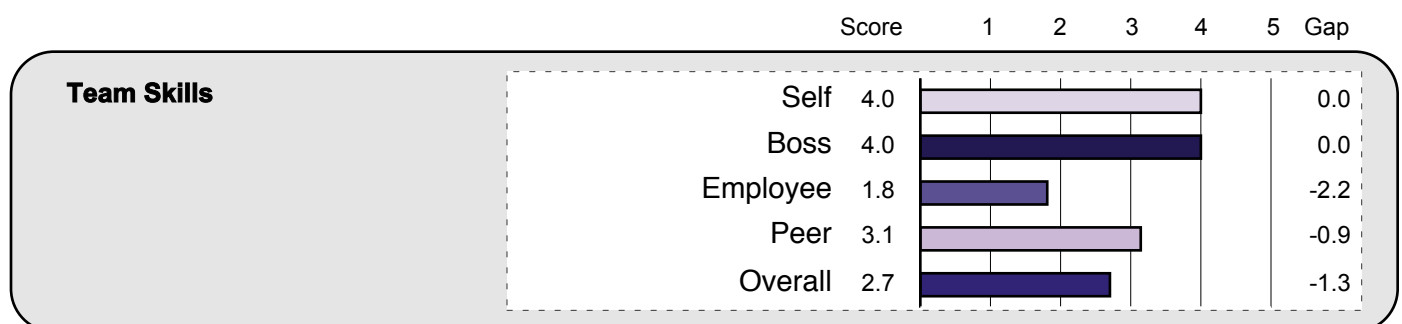 Score 1 2 3 4 5 Gap
Team Skills
Self 4.0 0.0
Boss 4.0 0.0
Employee 1.8 -2.2
Peer 3.1 -0.9
Overall 2.7 -1.3